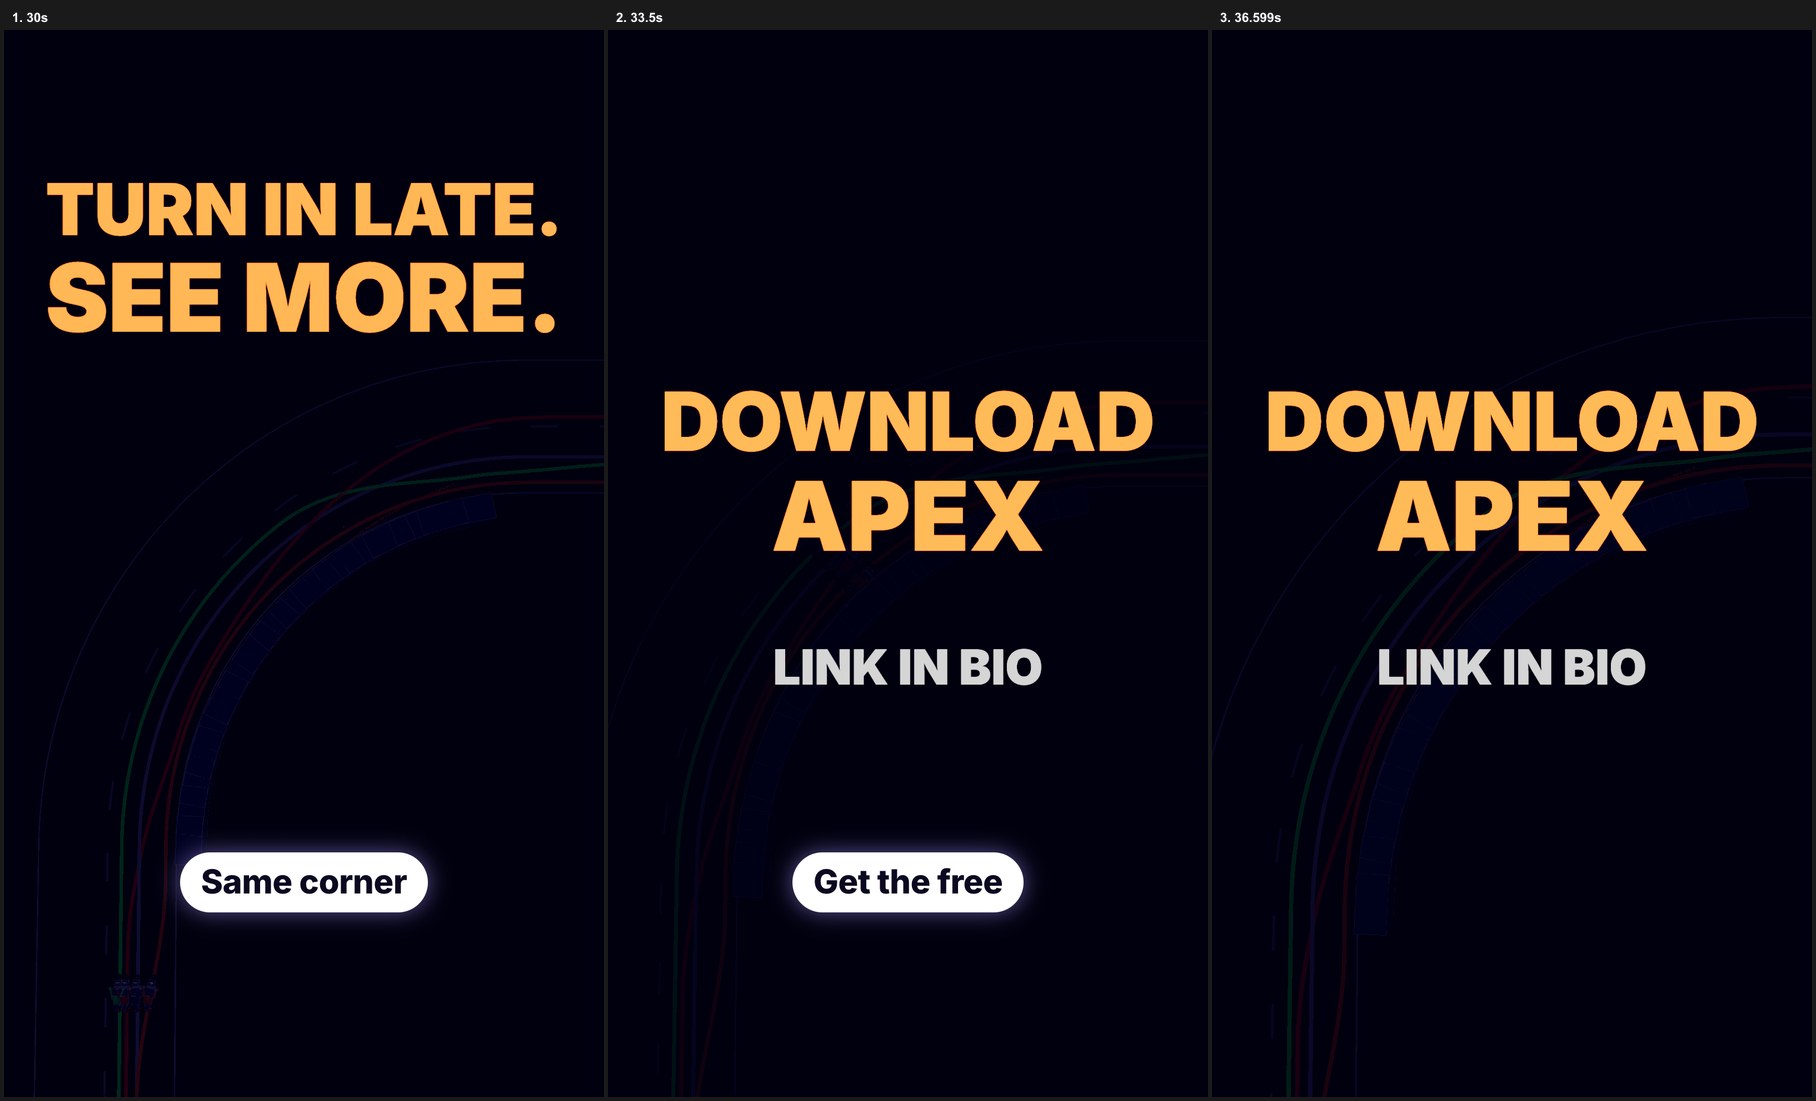 1. 30s
TURN IN LATE.
SEE MORE.
Same corner
2. 33.5s
DOWNLOAD
APEX
LINK IN BIO
Get the free
3. 36.599s
DOWNLOAD
APEX
LINK IN BIO